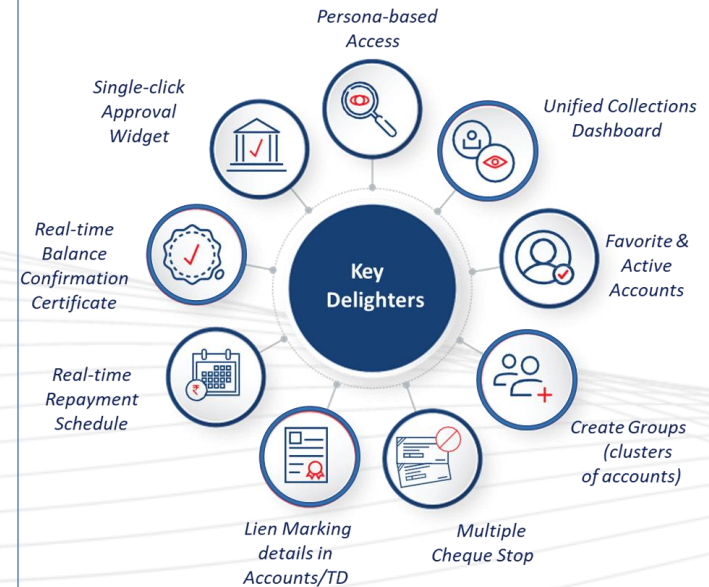 Persona-based
Access
Single-click
Approval
Widget
Unified Collections
Dashboard
Real-time
Balance
Confirmation
Certificate
Key
Delighters
Favorite &
Active
Accounts
Real-time
Repayment
Schedule
₹
Create Groups
(clusters
of accounts)
Lien Marking
details in
Accounts/TD
Multiple
Cheque Stop